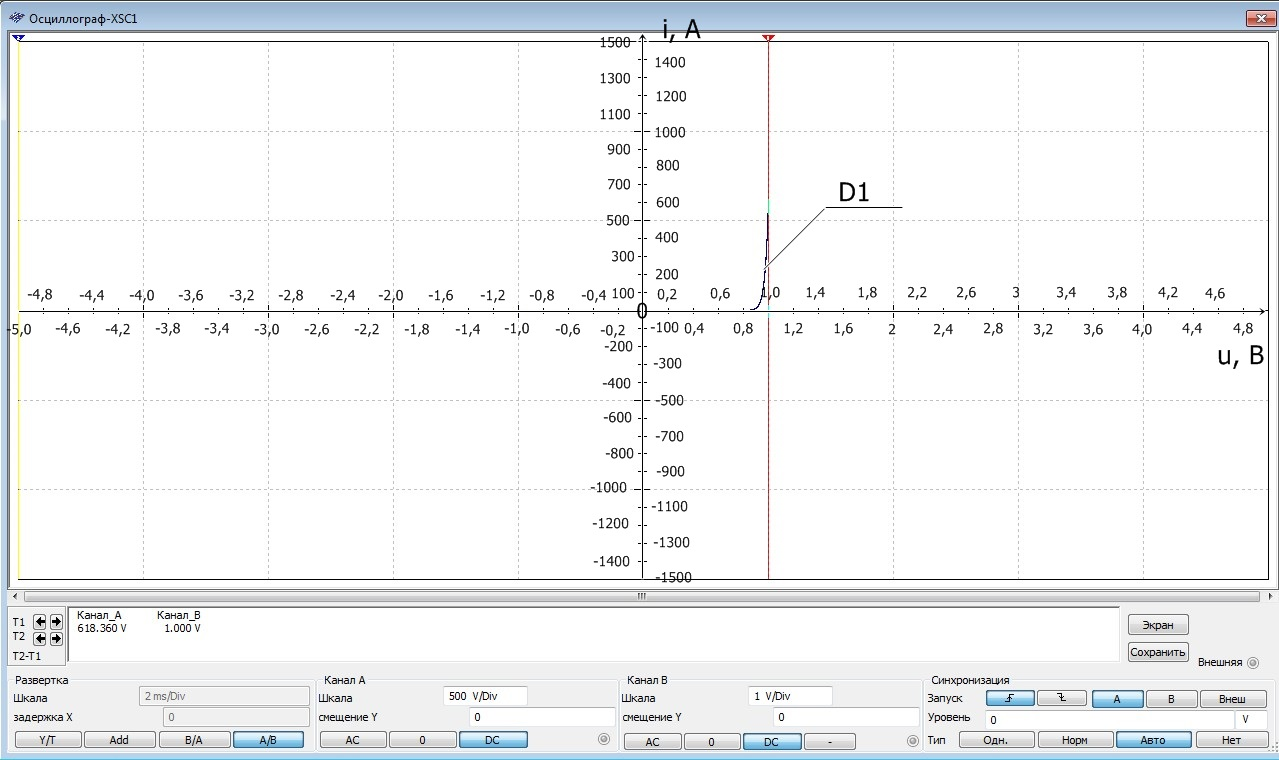 Осциллограф-XSC1
i, A
1500
1400
1300
1200
1100
1000
900
800
700
600
D1
500
400
300
200
-4,8 -4,4 -4,0 -3,6 -3,2 -2,8 -2,4 -2,0 -1,6 -1,2 -0,8 -0,4 100 0,2 0,6 1,0 1,4 1,8 2,2 2,6 3 3,4 3,8 4,2 4,6
0
-5,0 -4,6 -4,2 -3,8 -3,4 -3,0 -2,6 -2,2 -1,8 -1,4 -1,0 -0,6 -0,2 -100 0,4 0,8 1,2 1,6 2 2,4 2,8 3,2 3,6 4,0 4,4 4,8
-200
u, B
-300
-400
-500
-600
-700
-800
-900
-1000
-1100
-1200
-1300
-1400
-1500
T1
T2
T2-T1
Канал_A Канал_B
618.360 V 1.000 V
Экран
Сохранить
Внешняя
Развертка
Шкала 2 ms/Div
задержка X 0
Y/T Add B/A A/B
Канал A
Шкала 500 V/Div
смещение Y 0
AC 0 DC
Канал B
Шкала 1 V/Div
смещение Y 0
AC 0 DC -
Синхронизация
Запуск A B Внеш
Уровень 0 V
Тип Одн. Норм Авто Нет